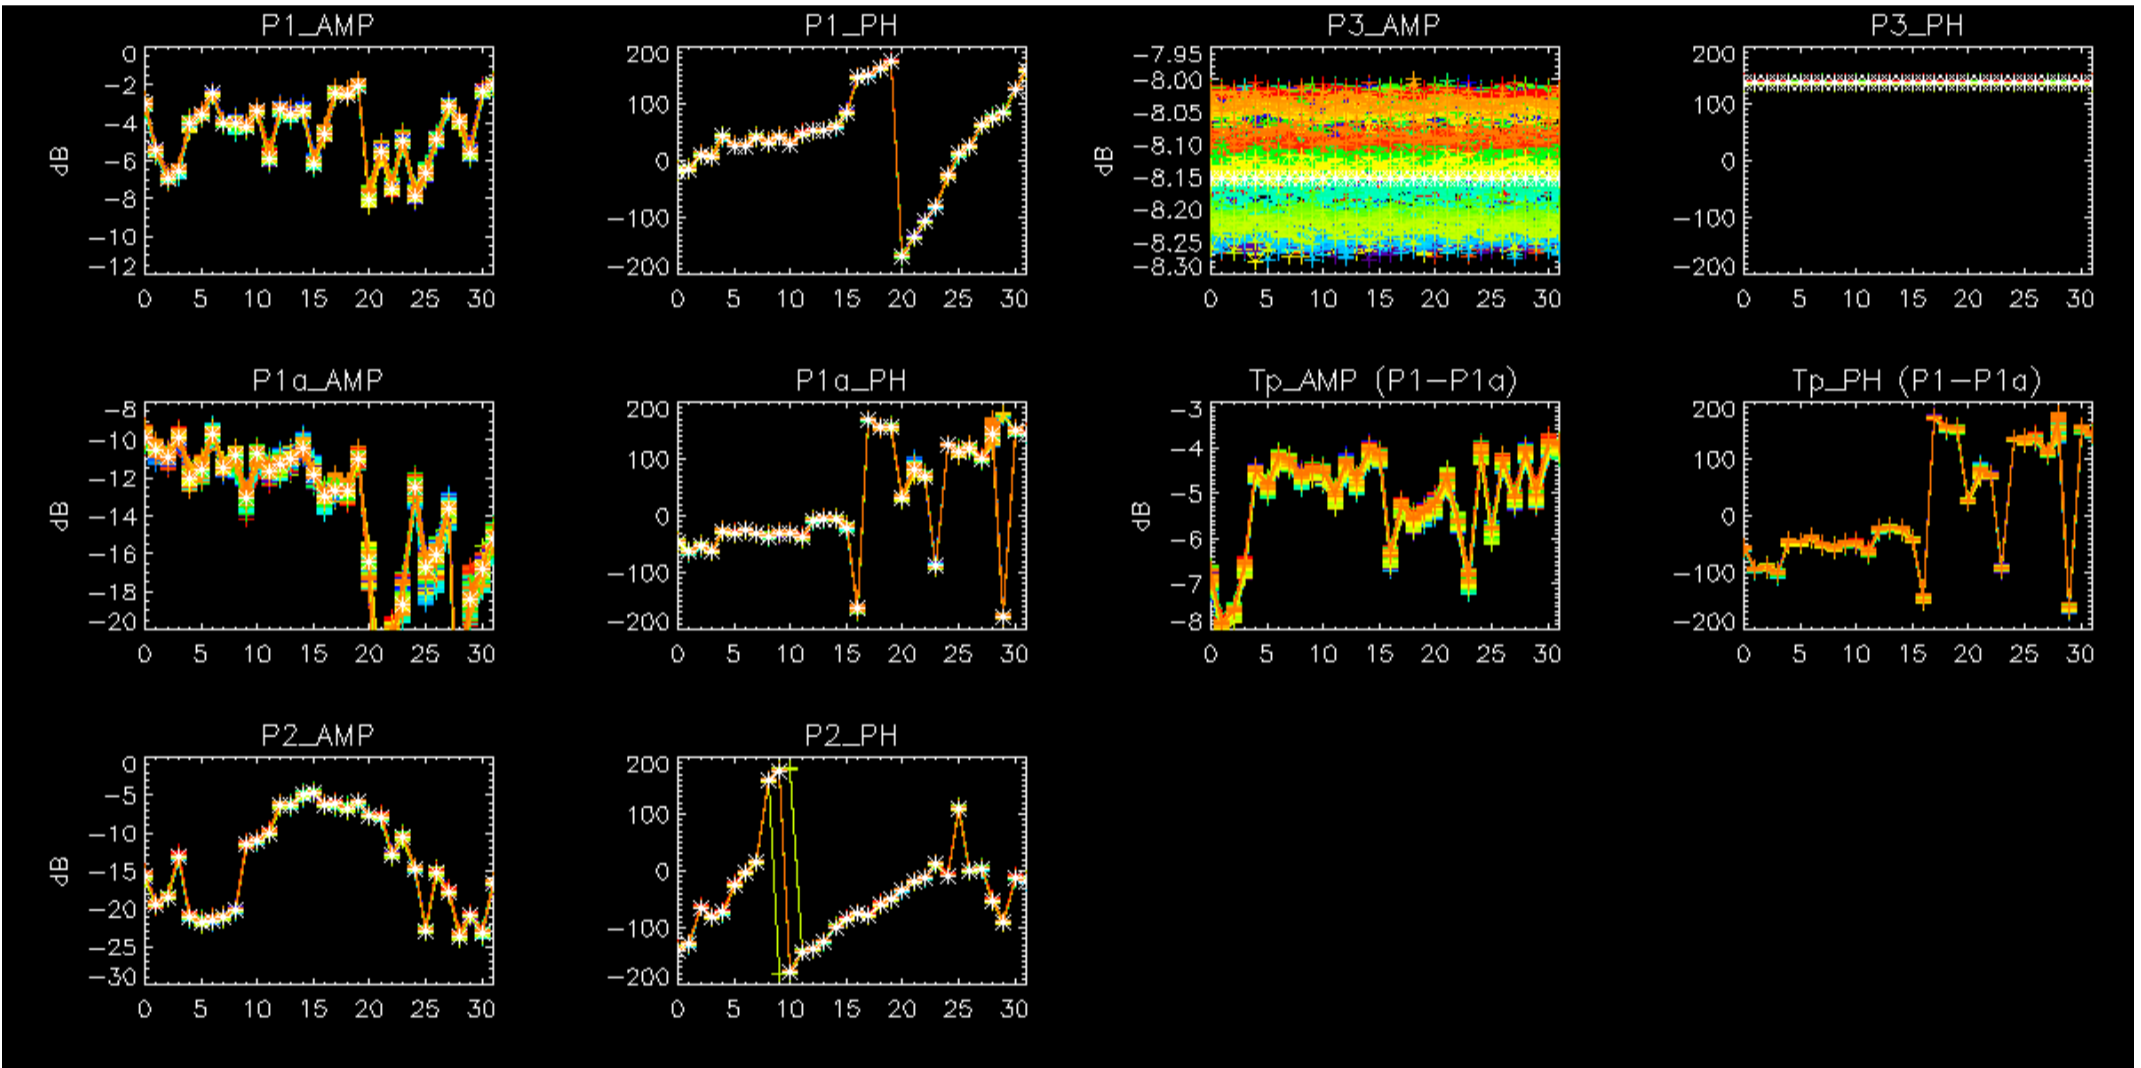 P1_AMP
0
−2
−4
−6
−8
−10
−12
dB
0 5 10 15 20 25 30
P1_PH
200
100
0
−100
−200
0 5 10 15 20 25 30
P3_AMP
−7.95
−8.00
−8.05
−8.10
−8.15
−8.20
−8.25
−8.30
dB
0 5 10 15 20 25 30
P3_PH
200
100
0
−100
−200
0 5 10 15 20 25 30
P1a_AMP
−8
−10
−12
−14
−16
−18
−20
dB
0 5 10 15 20 25 30
P1a_PH
200
100
0
−100
−200
0 5 10 15 20 25 30
Tp_AMP (P1−P1a)
−3
−4
−5
−6
−7
−8
dB
0 5 10 15 20 25 30
Tp_PH (P1−P1a)
200
100
0
−100
−200
0 5 10 15 20 25 30
P2_AMP
0
−5
−10
−15
−20
−25
−30
dB
0 5 10 15 20 25 30
P2_PH
200
100
0
−100
−200
0 5 10 15 20 25 30